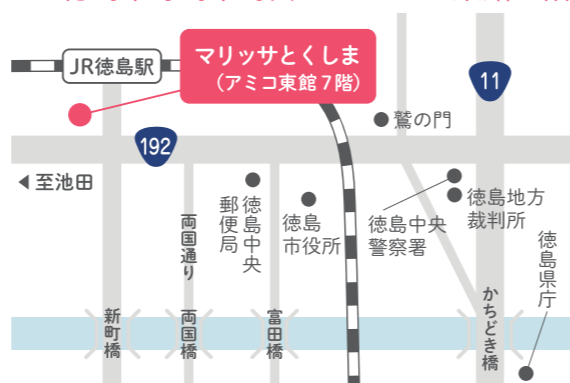 JR徳島駅
マリッサとくしま
（アミコ東館７階）
11
鷲の門
192
至池田
徳島中央
郵便局
徳島
市役所
徳島中央
警察署
徳島地方
裁判所
両国通り
徳島県庁
新町橋
両国橋
富田橋
かちどき橋